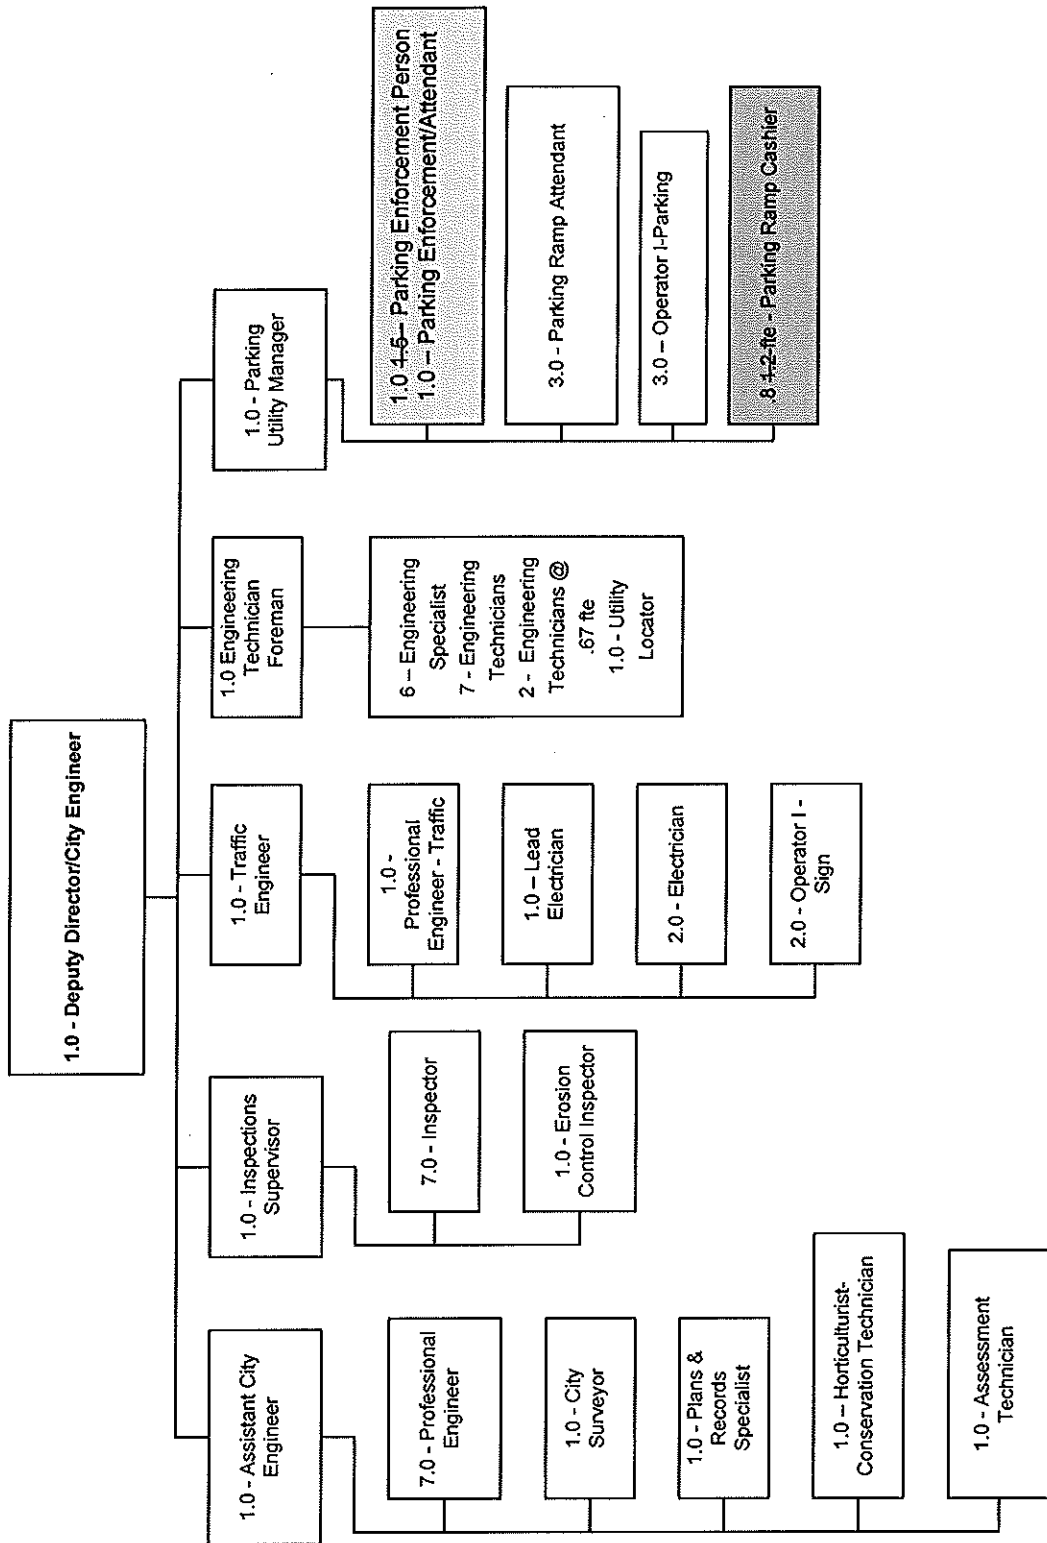 1.0 - Deputy Director/City Engineer
1.0 - Assistant City
Engineer
7.0 - Professional
Engineer
1.0 - City
Surveyor
1.0 - Plans &
Records
Specialist
1.0 – Horticulturist-
Conservation Technician
1.0 - Assessment
Technician
1.0 - Inspections
Supervisor
7.0 - Inspector
1.0 - Erosion
Control Inspector
1.0 - Traffic
Engineer
1.0 -
Professional
Engineer - Traffic
1.0 – Lead
Electrician
2.0 - Electrician
2.0 - Operator I -
Sign
1.0 Engineering
Technician
Foreman
6 – Engineering
Specialist
7 - Engineering
Technicians
2 - Engineering
Technicians @
.67 fte
1.0 - Utility
Locator
1.0 - Parking
Utility Manager
1.0 1.5 – Parking Enforcement Person
1.0 – Parking Enforcement/Attendant
3.0 - Parking Ramp Attendant
3.0 – Operator I-Parking
.8 1.2 fte - Parking Ramp Cashier